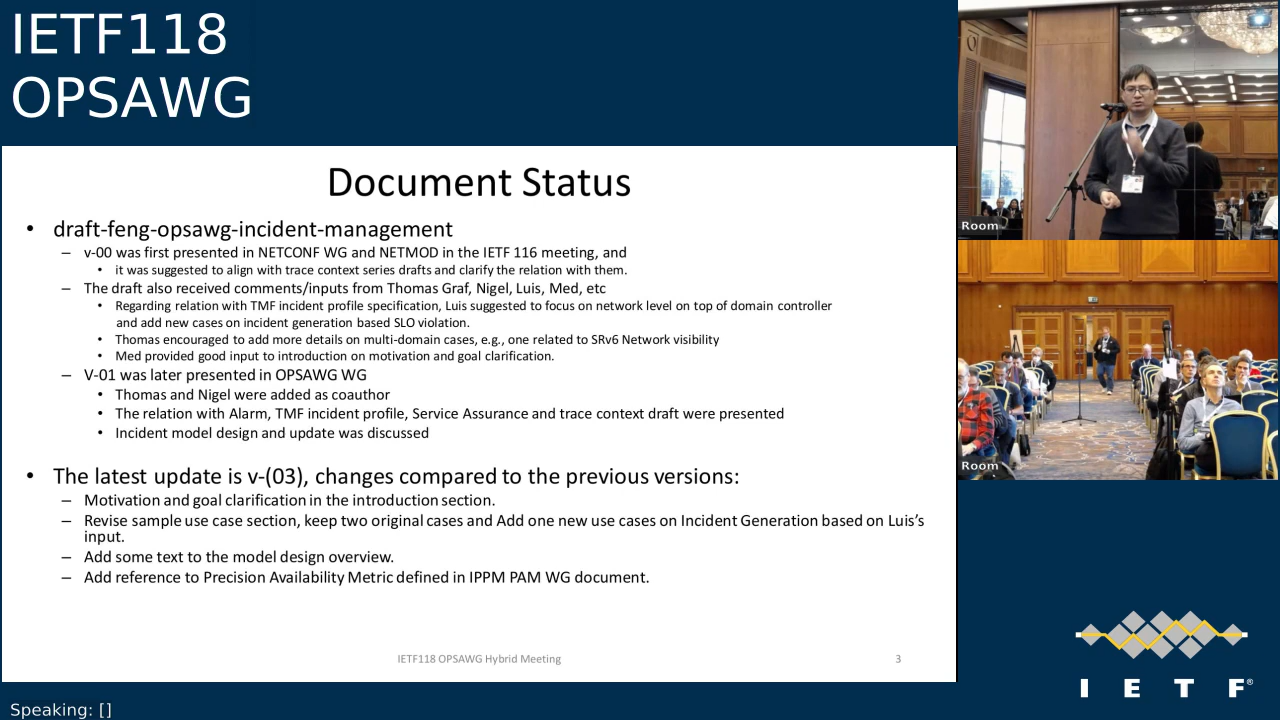 IETF118
OPSAWG
Document Status
• draft-feng-opsawg-incident-management
– v-00 was first presented in NETCONF WG and NETMOD in the IETF 116 meeting, and
• it was suggested to align with trace context series drafts and clarify the relation with them.
– The draft also received comments/inputs from Thomas Graf, Nigel, Luis, Med, etc
• Regarding relation with TMF incident profile specification, Luis suggested to focus on network level on top of domain controller
and add new cases on incident generation based SLO violation.
• Thomas encouraged to add more details on multi-domain cases, e.g., one related to SRv6 Network visibility
• Med provided good input to introduction on motivation and goal clarification.
– V-01 was later presented in OPSAWG WG
• Thomas and Nigel were added as coauthor
• The relation with Alarm, TMF incident profile, Service Assurance and trace context draft were presented
• Incident model design and update was discussed
• The latest update is v-(03), changes compared to the previous versions:
– Motivation and goal clarification in the introduction section.
– Revise sample use case section, keep two original cases and Add one new use cases on Incident Generation based on Luis's
input.
– Add some text to the model design overview.
– Add reference to Precision Availability Metric defined in IPPM PAM WG document.
IETF118 OPSAWG Hybrid Meeting
3
Room
Room
I E T F®
Speaking: []